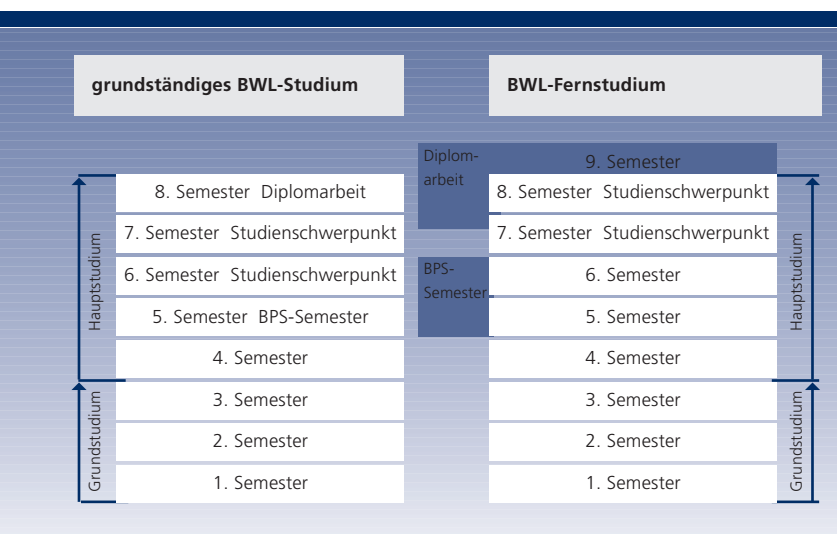 grundständiges BWL-Studium
8. Semester Diplomarbeit
7. Semester Studienschwerpunkt
6. Semester Studienschwerpunkt
5. Semester BPS-Semester
4. Semester
3. Semester
2. Semester
1. Semester
Hauptstudium
Grundstudium
BWL-Fernstudium
Diplom-
arbeit
9. Semester
8. Semester Studienschwerpunkt
7. Semester Studienschwerpunkt
BPS-
Semester
6. Semester
5. Semester
4. Semester
3. Semester
2. Semester
1. Semester
Hauptstudium
Grundstudium